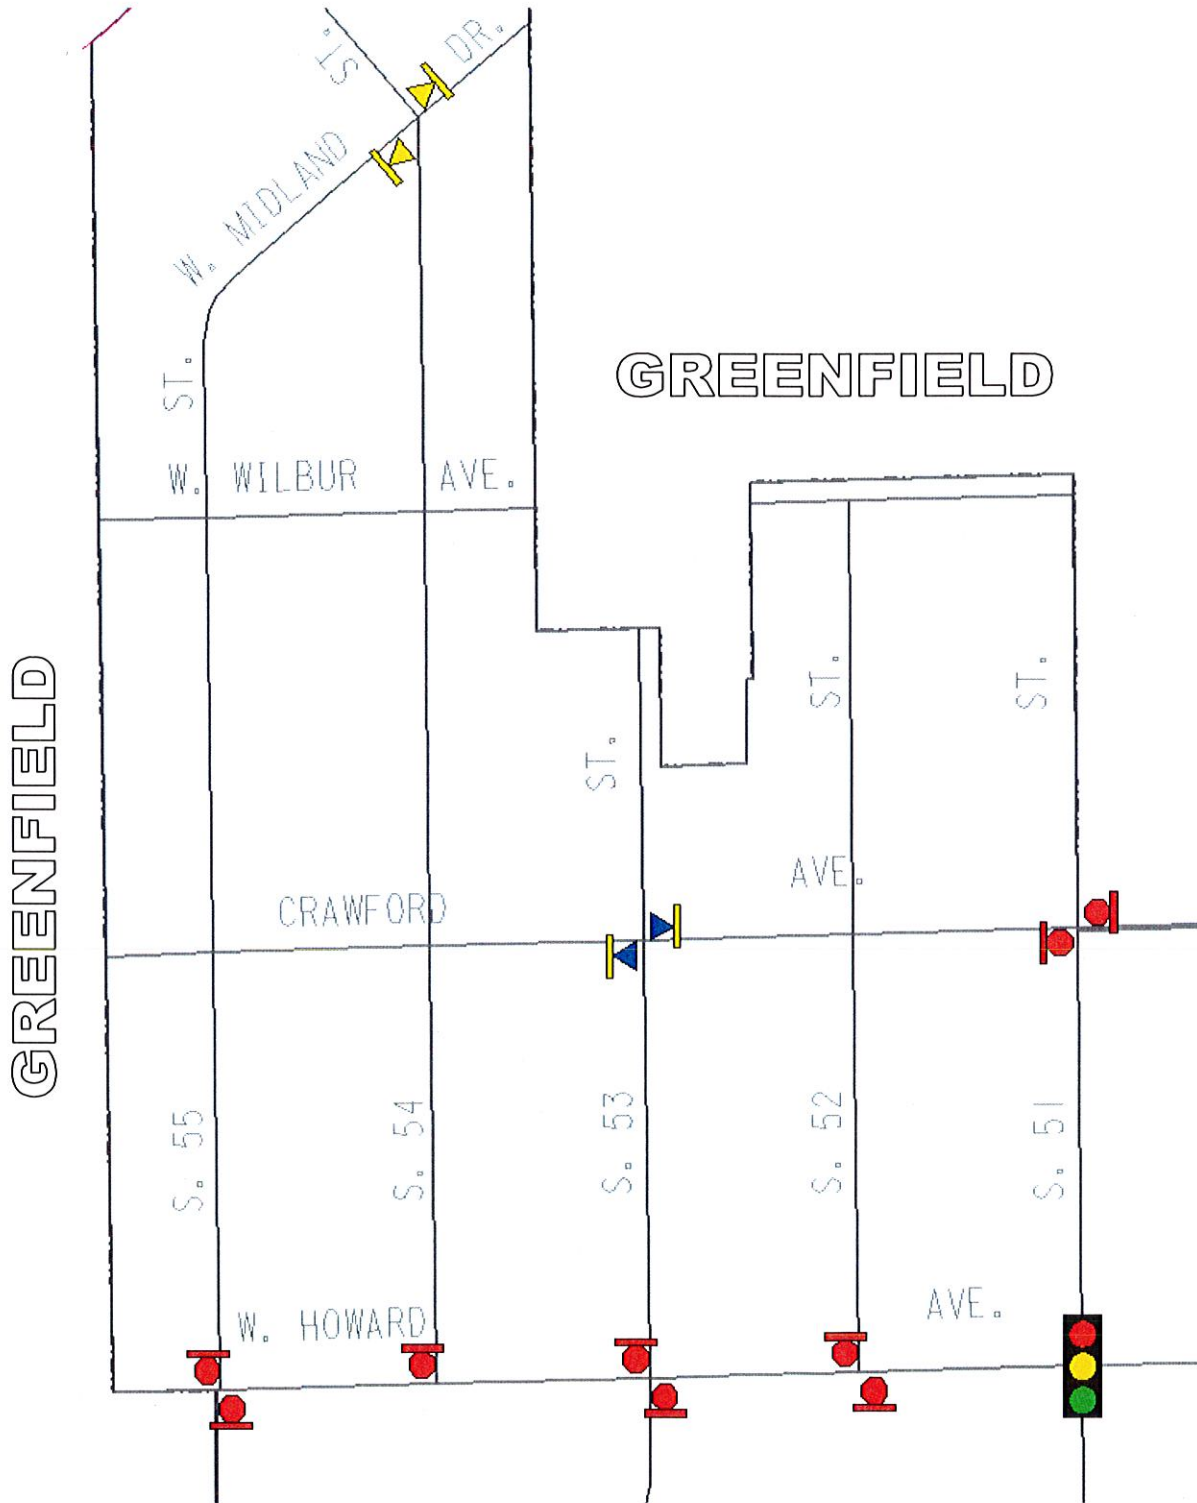 ST.
DR.
W. MIDLAND
GREENFIELD
ST.
W. WILBUR AVE.
GREENFIELD
ST.
ST.
ST.
AVE.
CRAWFORD
S. 55
S. 54
S. 53
S. 52
S. 51
W. HOWARD
AVE.